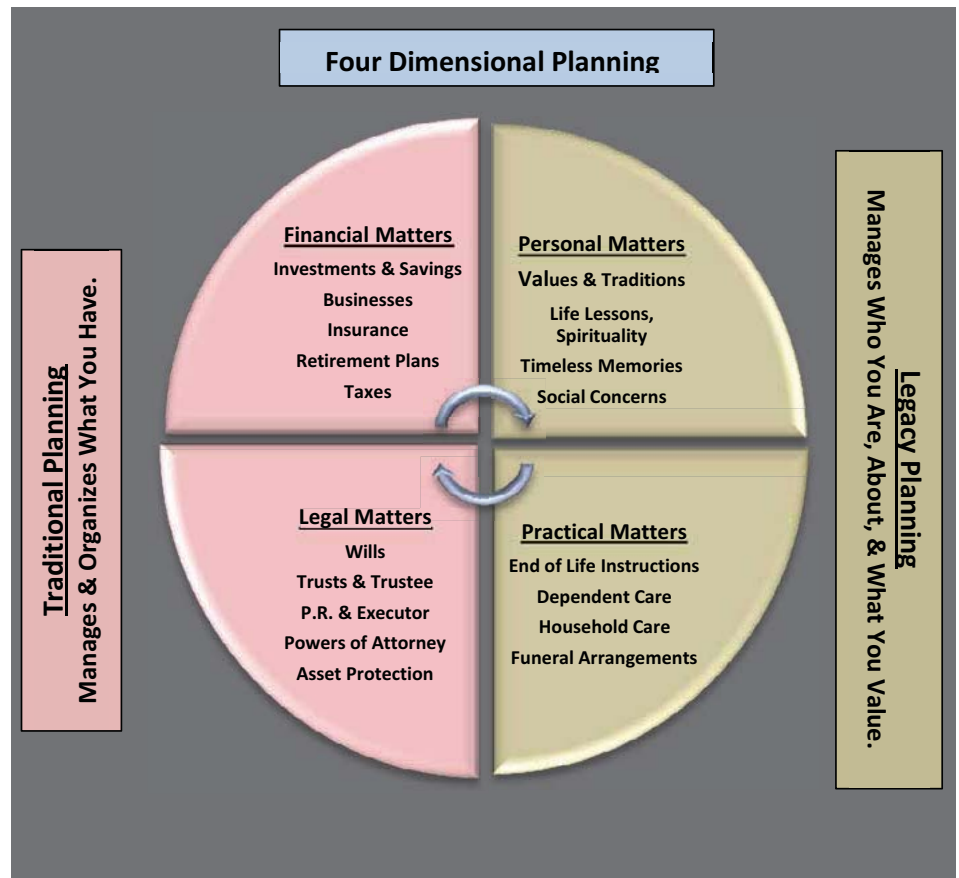 Four Dimensional Planning
Traditional Planning
Manages & Organizes What You Have.
Financial Matters
Investments & Savings
Businesses
Insurance
Retirement Plans
Taxes
Personal Matters
Values & Traditions
Life Lessons,
Spirituality
Timeless Memories
Social Concerns
Legal Matters
Wills
Trusts & Trustee
P.R. & Executor
Powers of Attorney
Asset Protection
Practical Matters
End of Life Instructions
Dependent Care
Household Care
Funeral Arrangements
Legacy Planning
Manages Who You Are, About, & What You Value.